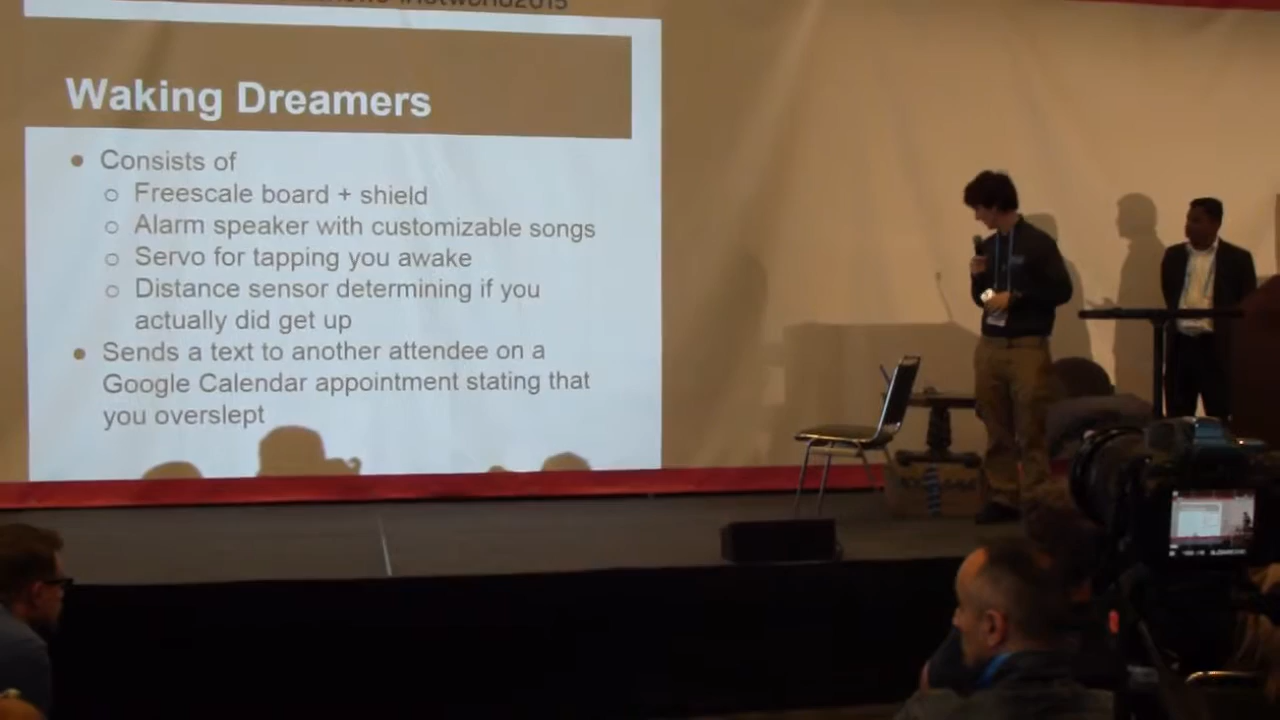 Waking Dreamers
● Consists of
○ Freescale board + shield
○ Alarm speaker with customizable songs
○ Servo for tapping you awake
○ Distance sensor determining if you
actually did get up
● Sends a text to another attendee on a
Google Calendar appointment stating that
you overslept